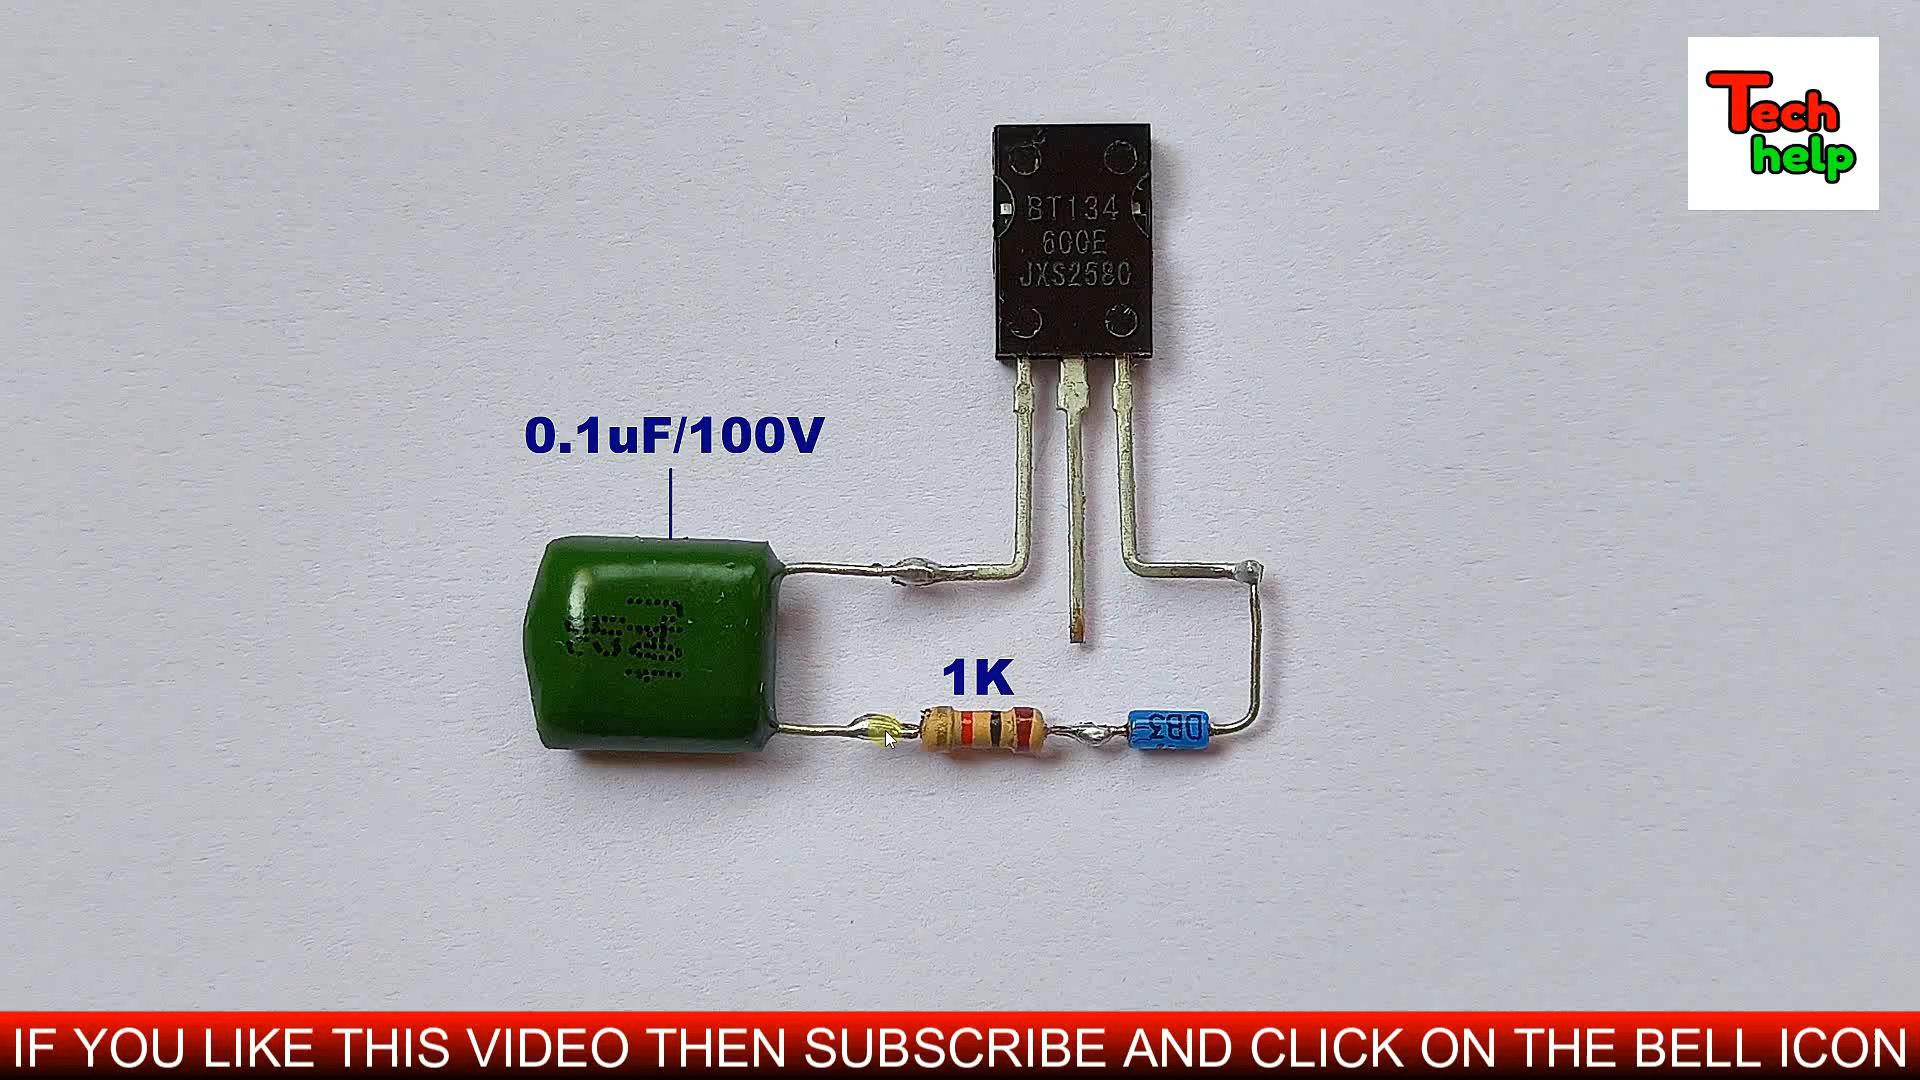 Tech
help
BT134
600E
JXS2580
0.1uF/100V
1K
DB3
IF YOU LIKE THIS VIDEO THEN SUBSCRIBE AND CLICK ON THE BELL ICON